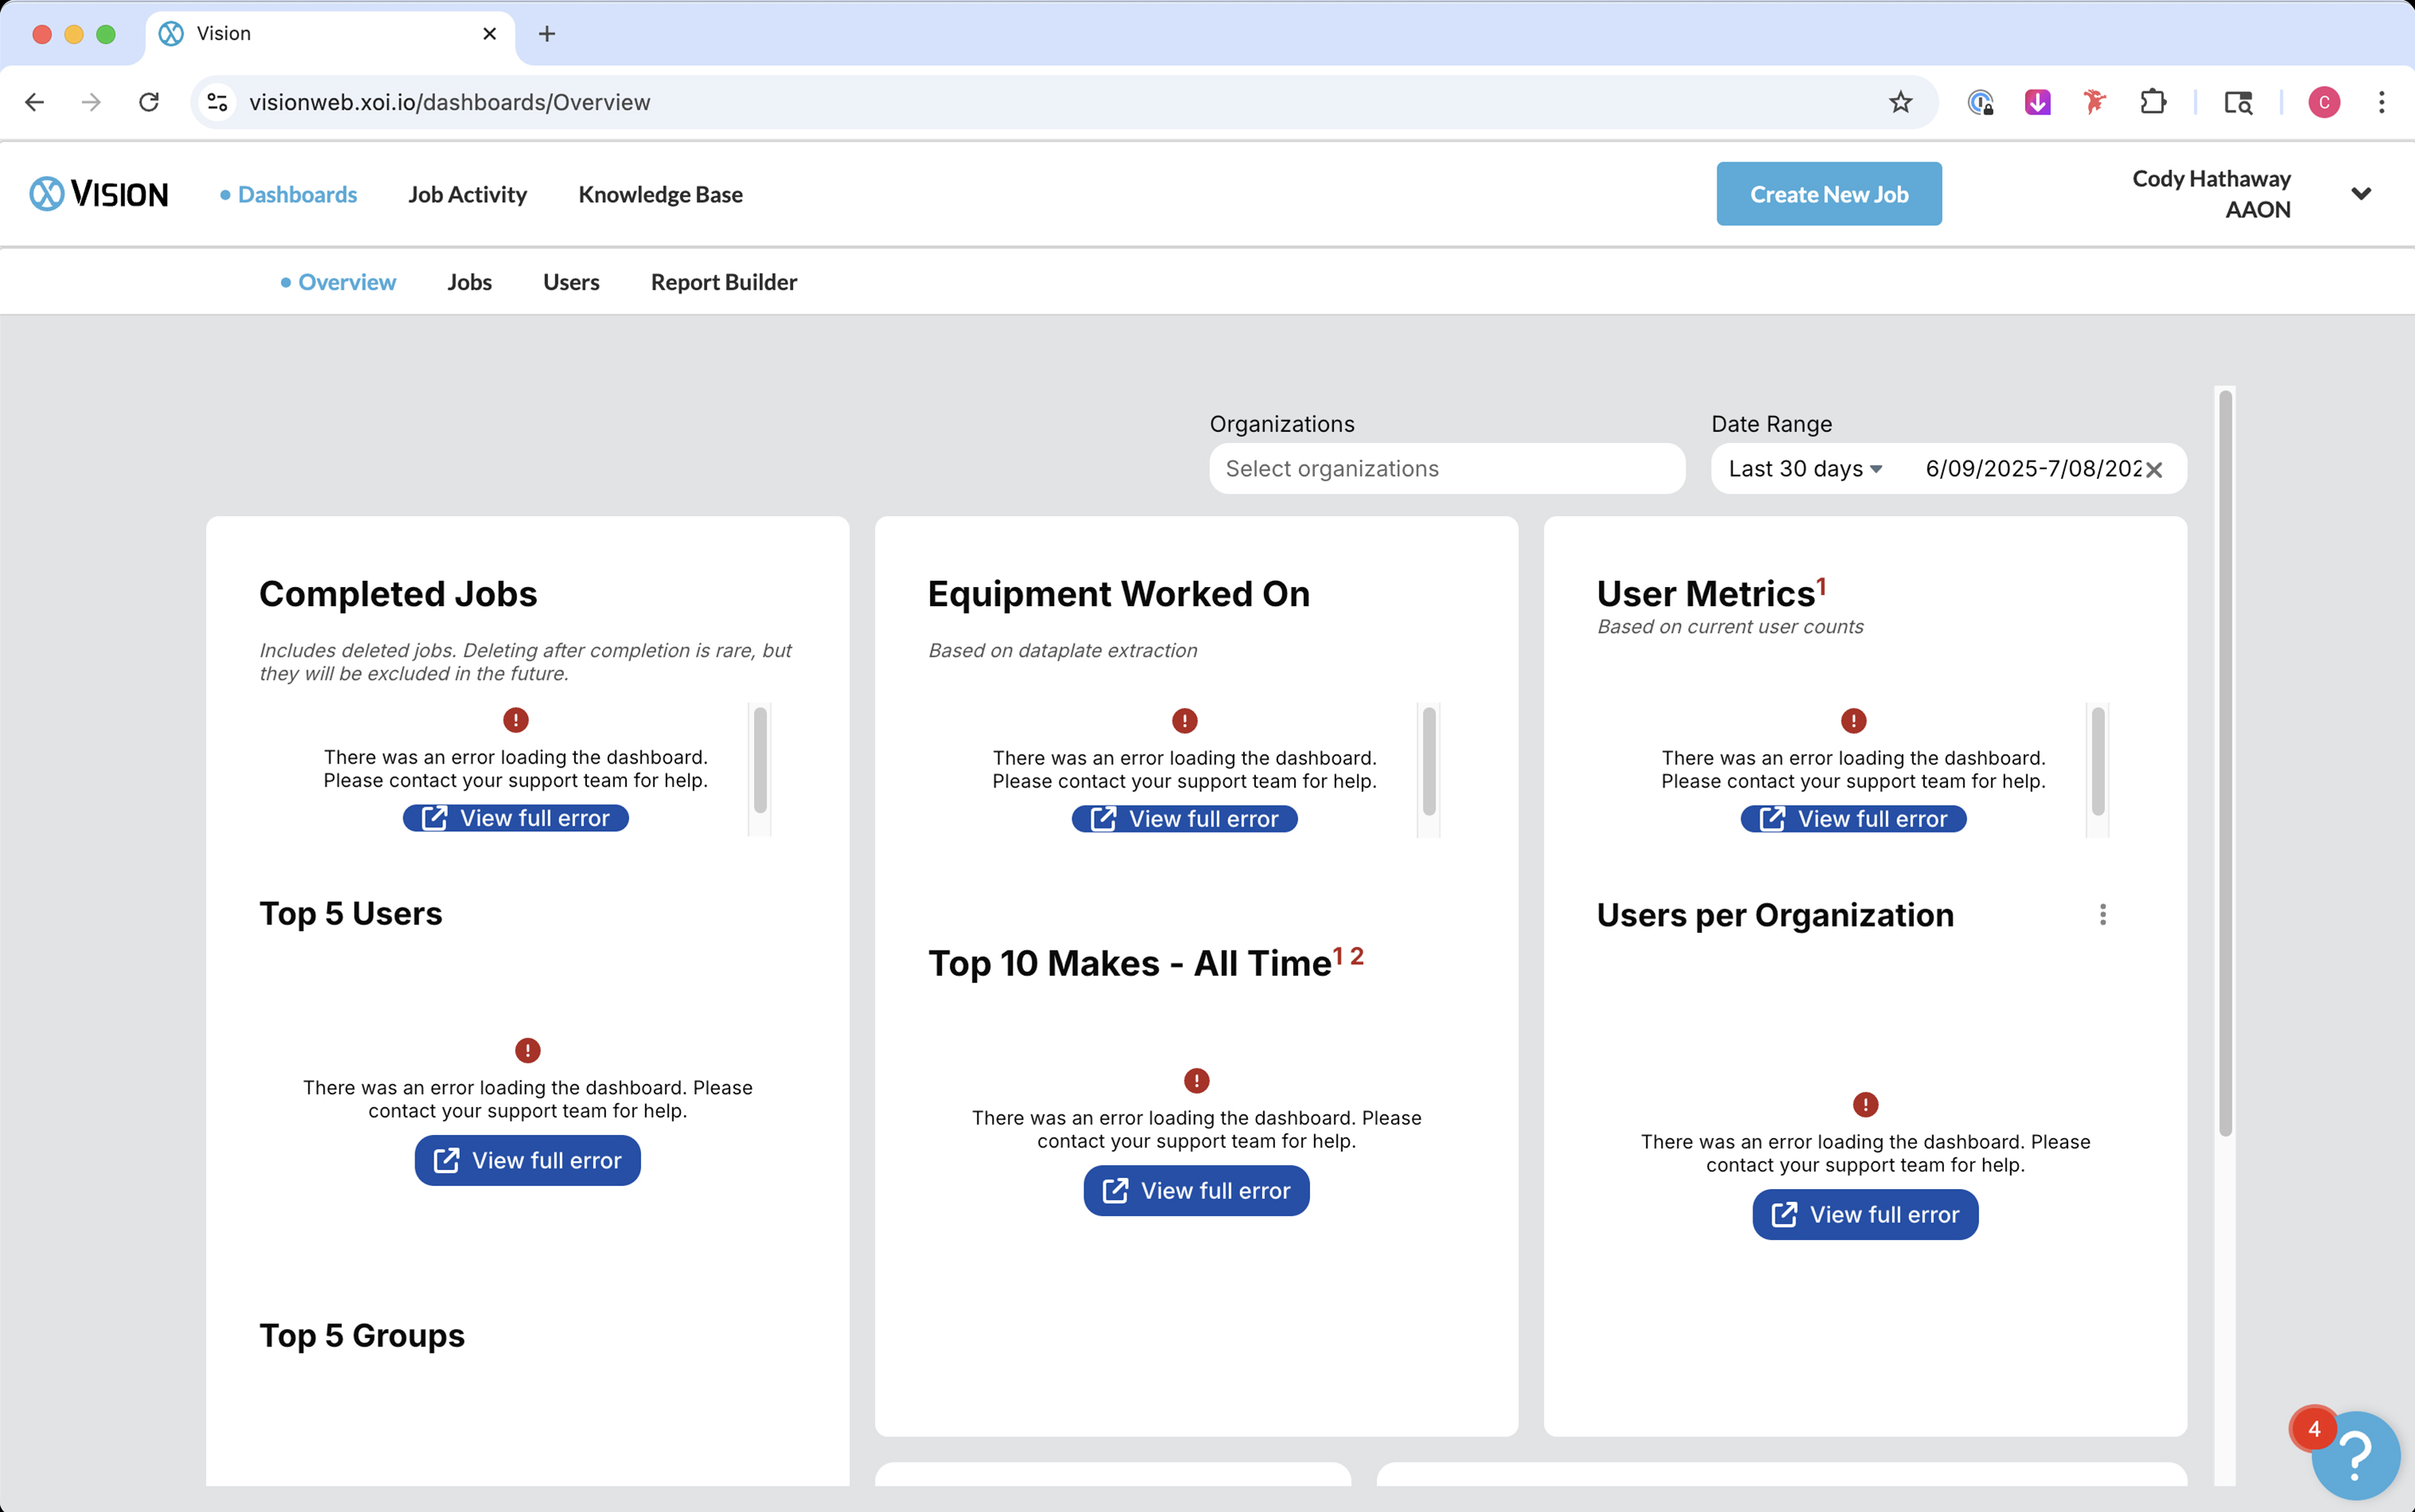 Vision
visionweb.xoi.io/dashboards/Overview
C
VISION
Dashboards
Job Activity
Knowledge Base
Create New Job
Cody Hathaway
AAON
Overview
Jobs
Users
Report Builder
Organizations
Select organizations
Date Range
Last 30 days
6/09/2025-7/08/202
Completed Jobs
Includes deleted jobs. Deleting after completion is rare, but
they will be excluded in the future.
There was an error loading the dashboard.
Please contact your support team for help.
View full error
Top 5 Users
There was an error loading the dashboard. Please
contact your support team for help.
View full error
Top 5 Groups
Equipment Worked On
Based on dataplate extraction
There was an error loading the dashboard.
Please contact your support team for help.
View full error
Top 10 Makes - All Time1 2
There was an error loading the dashboard. Please
contact your support team for help.
View full error
User Metrics1
Based on current user counts
There was an error loading the dashboard.
Please contact your support team for help.
View full error
Users per Organization
There was an error loading the dashboard. Please
contact your support team for help.
View full error
4
?